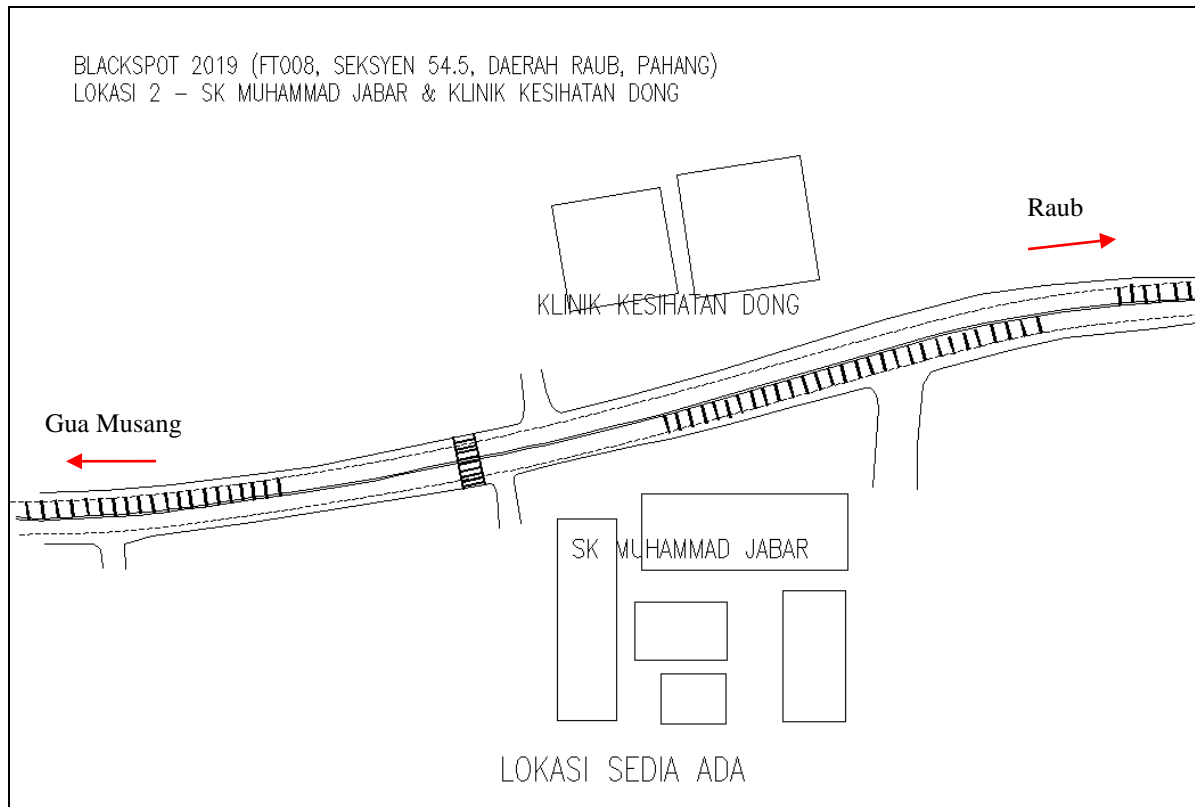 BLACKSPOT 2019 (FT008, SEKSYEN 54.5, DAERAH RAUB, PAHANG)
LOKASI 2 – SK MUHAMMAD JABAR & KLINIK KESIHATAN DONG
Raub
KLINIK KESIHATAN DONG
Gua Musang
SK MUHAMMAD JABAR
LOKASI SEDIA ADA